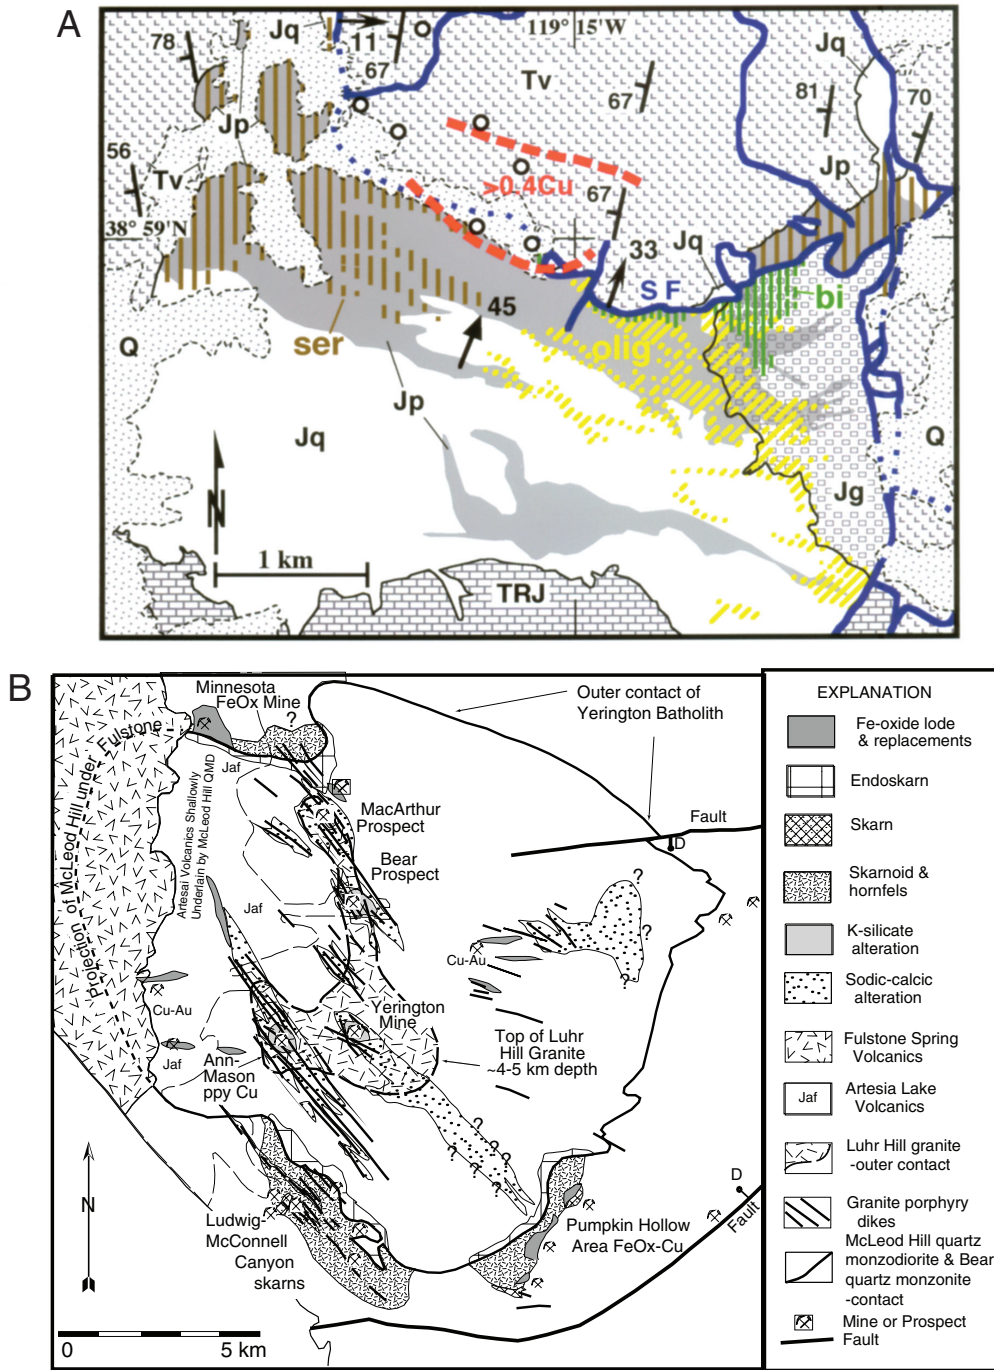 A
78
Jq
11
67
119° 15'W
Tv
67
Jq
81
70
Jp
56
Tv
>0.4Cu
67
Jp
38° 59'N
Jq
33
S F
bi
45
ser
olig
Q
Jp
Jq
Q
N
Jg
1 km
TRJ
B
Minnesota
FeOx Mine
?
Outer contact of
Yerington Batholith
Projection of McLeod Hill under Fulstone
Jaf
Artesai Volcanics Shallowly
Underlain by McLeod Hill QMD
MacArthur
Prospect
Bear
Prospect
Fault
D
Jaf
?
?
?
Cu-Au
Cu-Au
Yerington
Mine
Jaf
Ann-
Mason
ppy Cu
Top of Luhr
Hill Granite
~4-5 km depth
?
?
?
?
?
?
N
Ludwig-
McConnell
Canyon
skarns
Pumpkin Hollow
Area FeOx-Cu
D
Fault
0 5 km
EXPLANATION
Fe-oxide lode
& replacements
Endoskarn
Skarn
Skarnoid &
hornfels
K-silicate
alteration
Sodic-calcic
alteration
Fulstone Spring
Volcanics
Jaf
Artesia Lake
Volcanics
Luhr Hill granite
-outer contact
Granite porphyry
dikes
McLeod Hill quartz
monzodiorite & Bear
quartz monzonite
-contact
Mine or Prospect
Fault